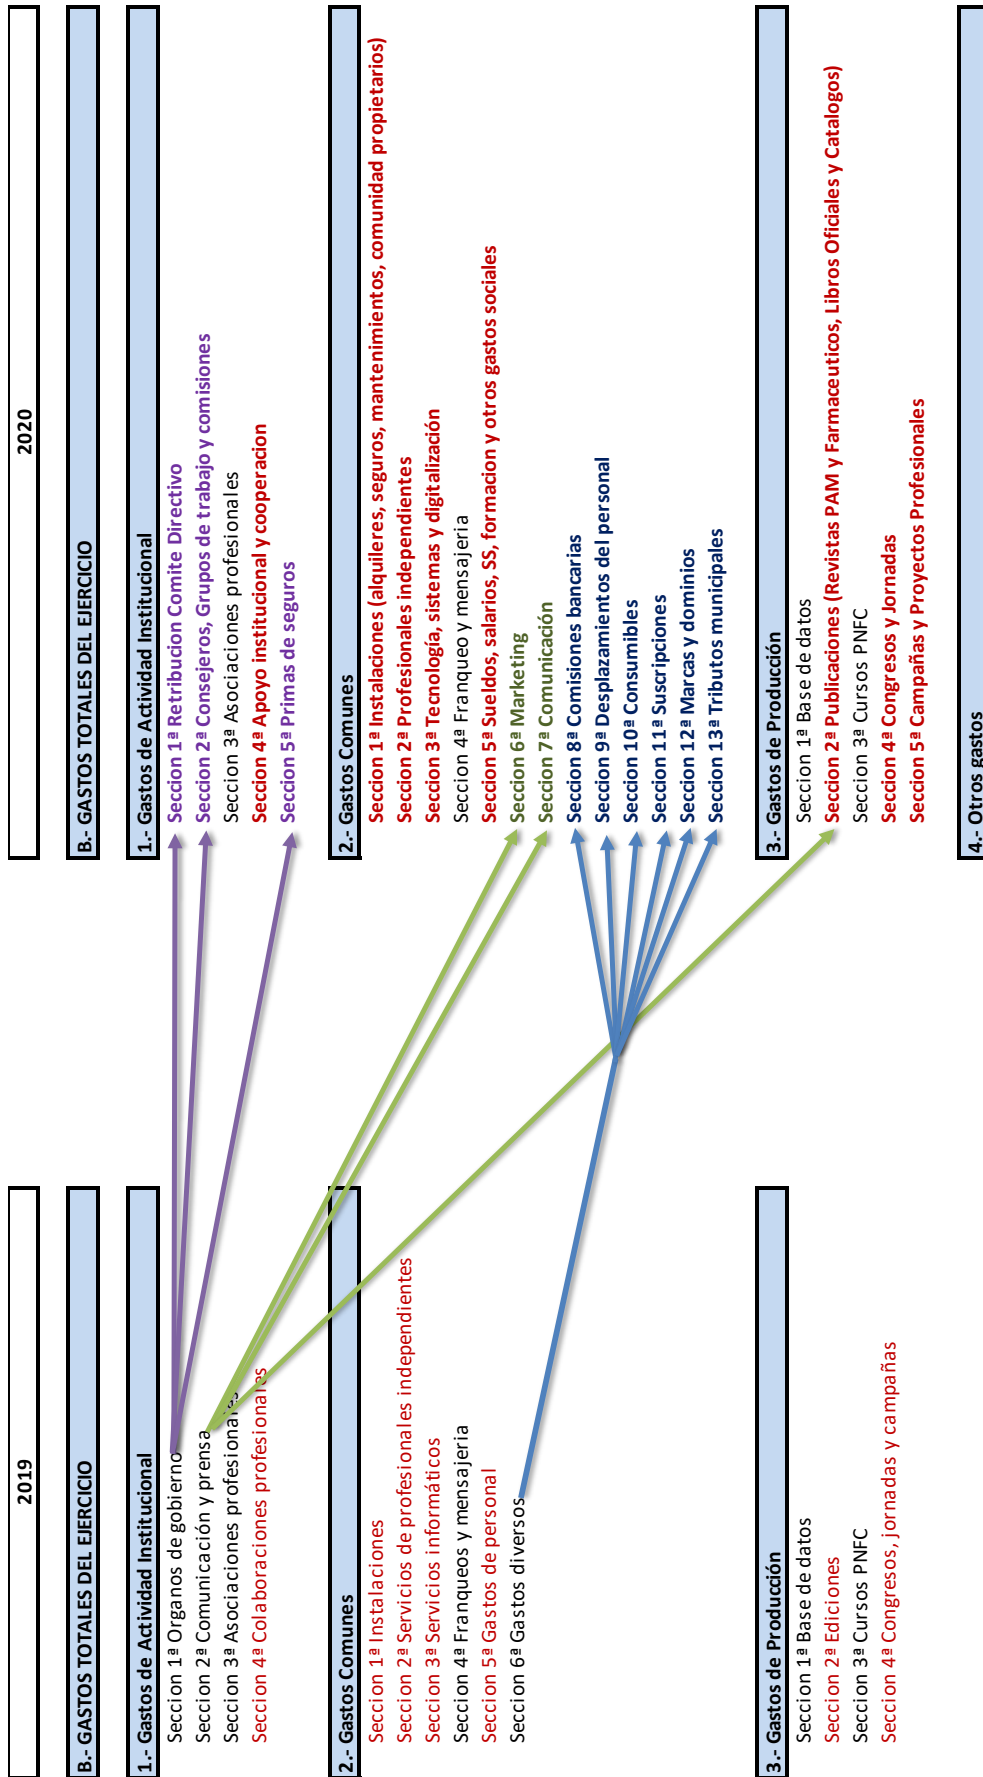 2019
B.- GASTOS TOTALES DEL EJERCICIO
1.- Gastos de Actividad Institucional
Seccion 1ª Organos de gobierno
Seccion 2ª Comunicación y prensa
Seccion 3ª Asociaciones profesionales
Seccion 4ª Colaboraciones profesionales
2.- Gastos Comunes
Seccion 1ª Instalaciones
Seccion 2ª Servicios de profesionales independientes
Seccion 3ª Servicios informáticos
Seccion 4ª Franqueos y mensajeria
Seccion 5ª Gastos de personal
Seccion 6ª Gastos diversos
3.- Gastos de Producción
Seccion 1ª Base de datos
Seccion 2ª Ediciones
Seccion 3ª Cursos PNFC
Seccion 4ª Congresos, jornadas y campañas
2020
B.- GASTOS TOTALES DEL EJERCICIO
1.- Gastos de Actividad Institucional
Seccion 1ª Retribucion Comite Directivo
Seccion 2ª Consejeros, Grupos de trabajo y comisiones
Seccion 3ª Asociaciones profesionales
Seccion 4ª Apoyo institucional y cooperacion
Seccion 5ª Primas de seguros
2.- Gastos Comunes
Seccion 1ª Instalaciones (alquileres, seguros, mantenimientos, comunidad propietarios)
Seccion 2ª Profesionales independientes
Seccion 3ª Tecnología, sistemas y digitalización
Seccion 4ª Franqueo y mensajeria
Seccion 5ª Sueldos, salarios, SS, formacion y otros gastos sociales
Seccion 6ª Marketing
Seccion 7ª Comunicación
Seccion 8ª Comisiones bancarias
Seccion 9ª Desplazamientos del personal
Seccion 10ª Consumibles
Seccion 11ª Suscripciones
Seccion 12ª Marcas y dominios
Seccion 13ª Tributos municipales
3.- Gastos de Producción
Seccion 1ª Base de datos
Seccion 2ª Publicaciones (Revistas PAM y Farmaceuticos, Libros Oficiales y Catalogos)
Seccion 3ª Cursos PNFC
Seccion 4ª Congresos y Jornadas
Seccion 5ª Campañas y Proyectos Profesionales
4.- Otros gastos